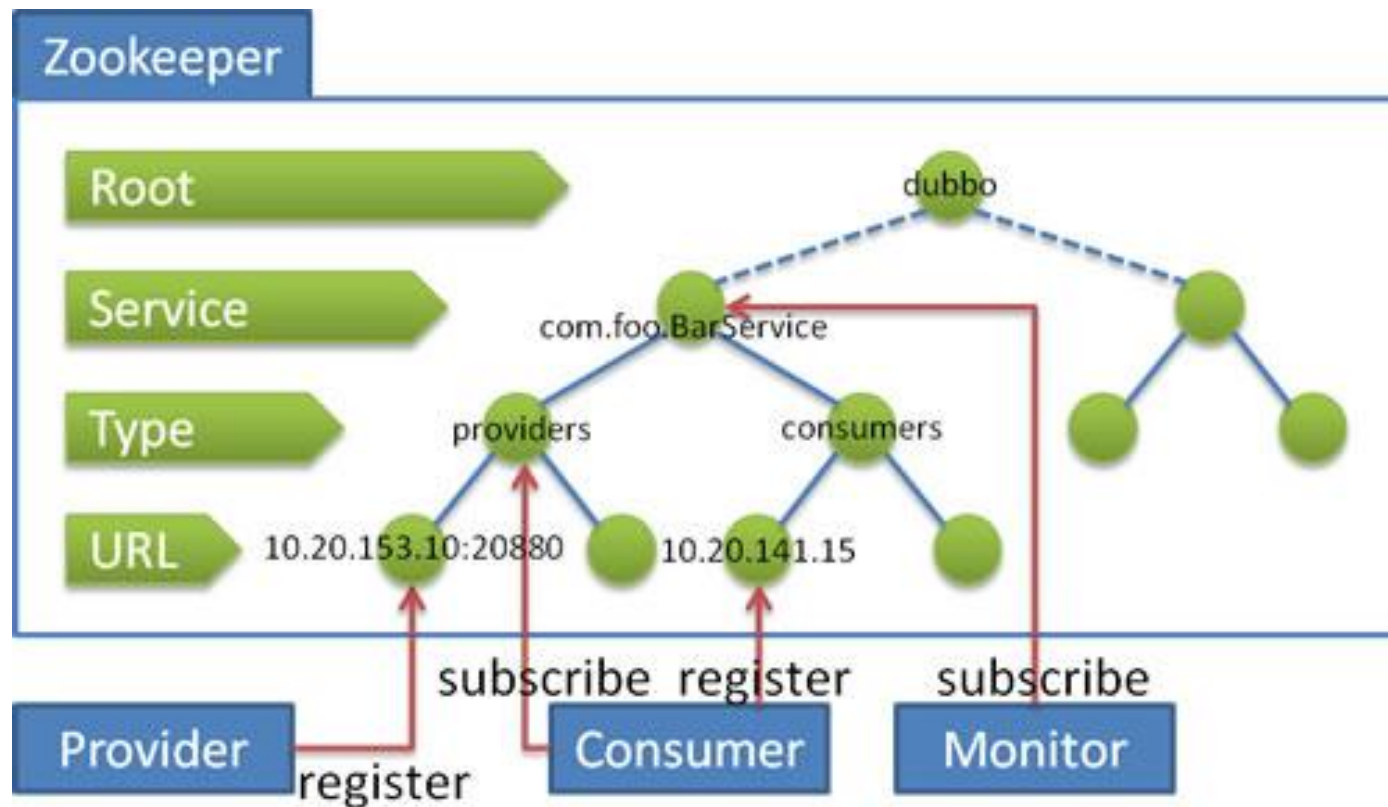 Zookeeper
Root
dubbo
Service
com.foo.BarService
Type
providers
consumers
URL
10.20.153.10:20880
10.20.141.15
subscribe
register
subscribe
Provider
Consumer
Monitor
register